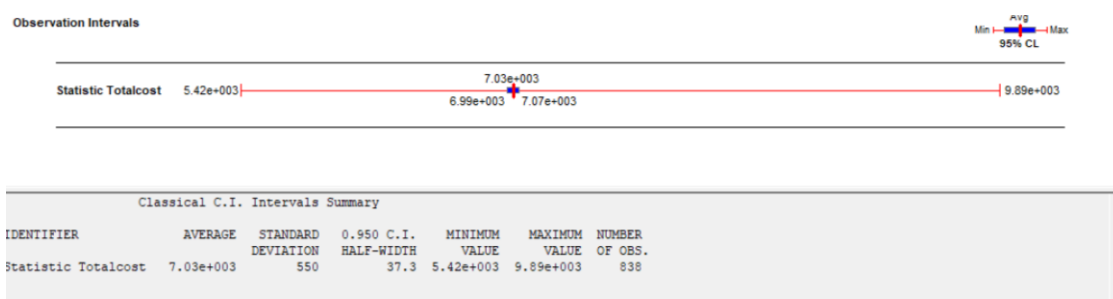 Observation Intervals
Avg
Min Max
95% CL
7.03e+003
Statistic Totalcost 5.42e+003 9.89e+003
6.99e+003 7.07e+003
Classical C.I. Intervals Summary
IDENTIFIER AVERAGE STANDARD 0.950 C.I. MINIMUM MAXIMUM NUMBER
DEVIATION HALF-WIDTH VALUE VALUE OF OBS.
Statistic Totalcost 7.03e+003 550 37.3 5.42e+003 9.89e+003 838